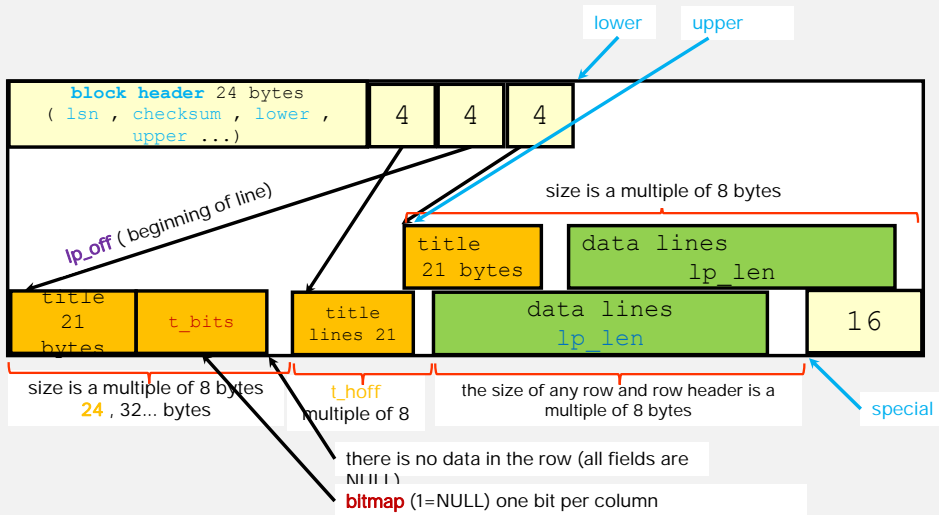 lower
upper
block header 24 bytes
( lsn , checksum , lower ,
upper ...)
4
4
4
size is a multiple of 8 bytes
lp_off ( beginning of line)
title
21 bytes
data lines
lp_len
title
21
bytes
t_bits
title
lines 21
data lines
lp_len
16
size is a multiple of 8 bytes
24 , 32... bytes
t_hoff
multiple of 8
the size of any row and row header is a
multiple of 8 bytes
special
there is no data in the row (all fields are
NULL)
bitmap (1=NULL) one bit per column